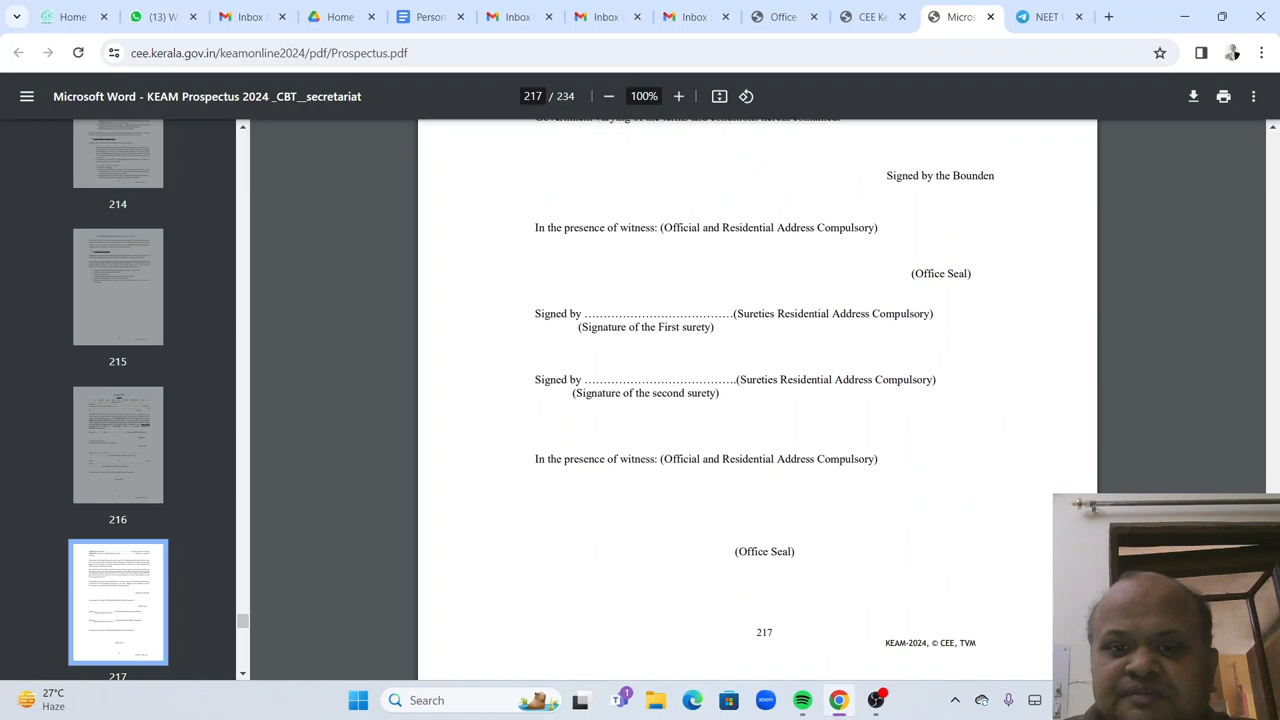 (13) W
Inbox
Home
Person
Inbox
Inbox
Inbox
Office
CEE Ke
Micros
NEET U
cee.kerala.gov.in/keamonline2024/pdf/Prospectus.pdf
Microsoft Word - KEAM Prospectus 2024 _CBT__secretariat
217 / 234
100%
214
215
216
217
Signed by the Bounden
In the presence of witness: (Official and Residential Address Compulsory)
(Office Seal)
Signed by ………………………………….(Sureties Residential Address Compulsory)
(Signature of the First surety)
Signed by …………………………………..(Sureties Residential Address Compulsory)
(Signature of the second surety)
In the presence of witness: (Official and Residential Address Compulsory)
(Office Seal)
217
KEAM-2024, © CEE, TVM
27°C
Haze
Search
1
zoom